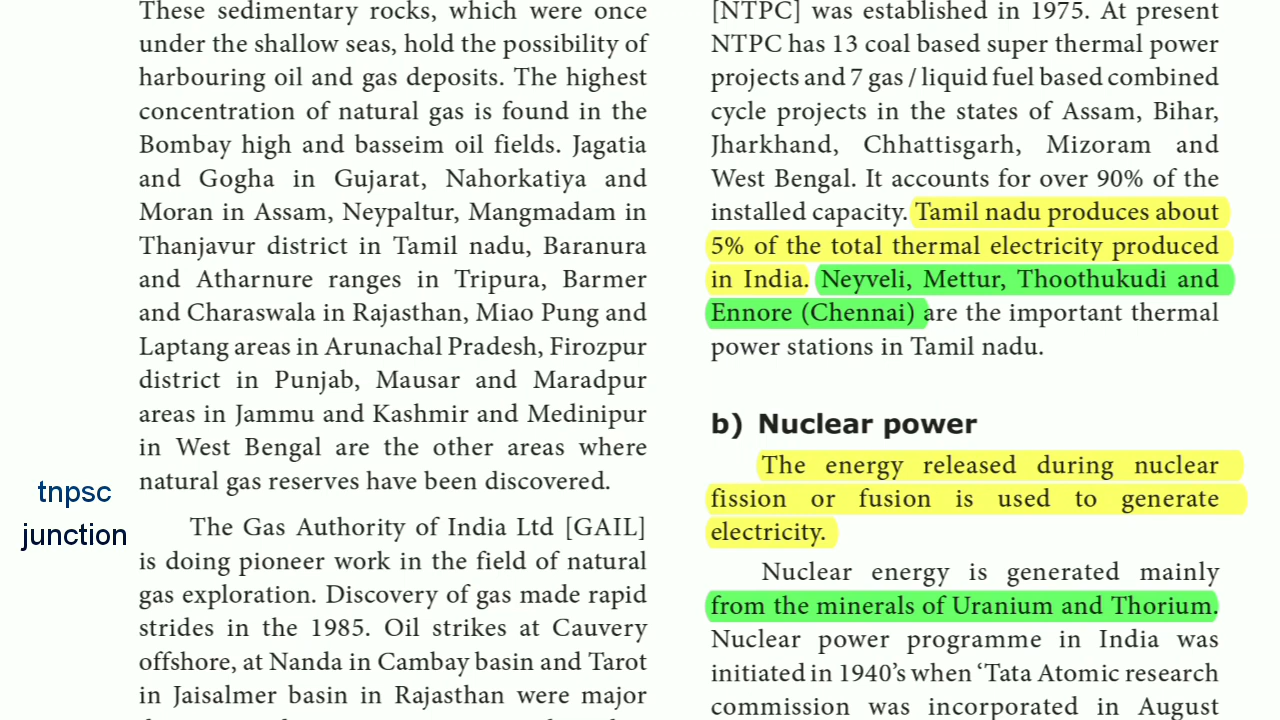 These sedimentary rocks, which were once
under the shallow seas, hold the possibility of
harbouring oil and gas deposits. The highest
concentration of natural gas is found in the
Bombay high and basseim oil fields. Jagatia
and Gogha in Gujarat, Nahorkatiya and
Moran in Assam, Neypaltur, Mangmadam in
Thanjavur district in Tamil nadu, Baranura
and Atharnure ranges in Tripura, Barmer
and Charaswala in Rajasthan, Miao Pung and
Laptang areas in Arunachal Pradesh, Firozpur
district in Punjab, Mausar and Maradpur
areas in Jammu and Kashmir and Medinipur
in West Bengal are the other areas where
natural gas reserves have been discovered.
The Gas Authority of India Ltd [GAIL]
is doing pioneer work in the field of natural
gas exploration. Discovery of gas made rapid
strides in the 1985. Oil strikes at Cauvery
offshore, at Nanda in Cambay basin and Tarot
in Jaisalmer basin in Rajasthan were major
tnpsc
junction
[NTPC] was established in 1975. At present
NTPC has 13 coal based super thermal power
projects and 7 gas / liquid fuel based combined
cycle projects in the states of Assam, Bihar,
Jharkhand, Chhattisgarh, Mizoram and
West Bengal. It accounts for over 90% of the
installed capacity. Tamil nadu produces about
5% of the total thermal electricity produced
in India. Neyveli, Mettur, Thoothukudi and
Ennore (Chennai) are the important thermal
power stations in Tamil nadu.
b) Nuclear power
The energy released during nuclear
fission or fusion is used to generate
electricity.
Nuclear energy is generated mainly
from the minerals of Uranium and Thorium.
Nuclear power programme in India was
initiated in 1940’s when ‘Tata Atomic research
commission was incorporated in August